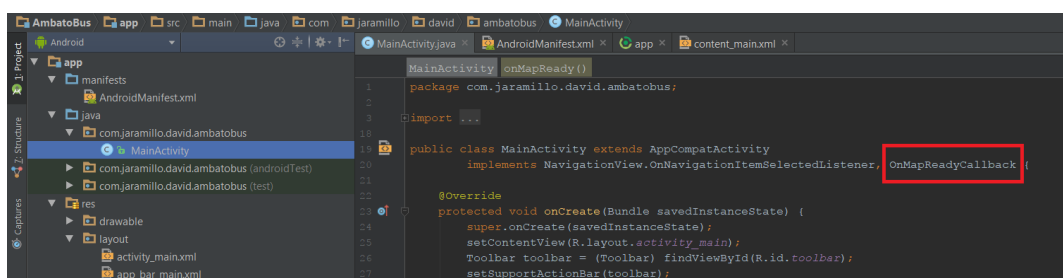 AmbatoBus app src main java com jaramillo david ambatobus MainActivity
1: Project
Android
MainActivity.java × AndroidManifest.xml × app × content_main.xml ×
app
MainActivity onMapReady()
manifests
1 package com.jaramillo.david.ambatobus;
AndroidManifest.xml
2
java
3 import ...
com.jaramillo.david.ambatobus
18
MainActivity
19 public class MainActivity extends AppCompatActivity
com.jaramillo.david.ambatobus (androidTest)
20 implements NavigationView.OnNavigationItemSelectedListener, OnMapReadyCallback {
com.jaramillo.david.ambatobus (test)
21
7: Structure
res
22 @Override
drawable
23 protected void onCreate(Bundle savedInstanceState) {
layout
24 super.onCreate(savedInstanceState);
Captures
activity_main.xml
25 setContentView(R.layout.activity_main);
app_bar_main.xml
26 Toolbar toolbar = (Toolbar) findViewById(R.id.toolbar);
27 setSupportActionBar(toolbar);